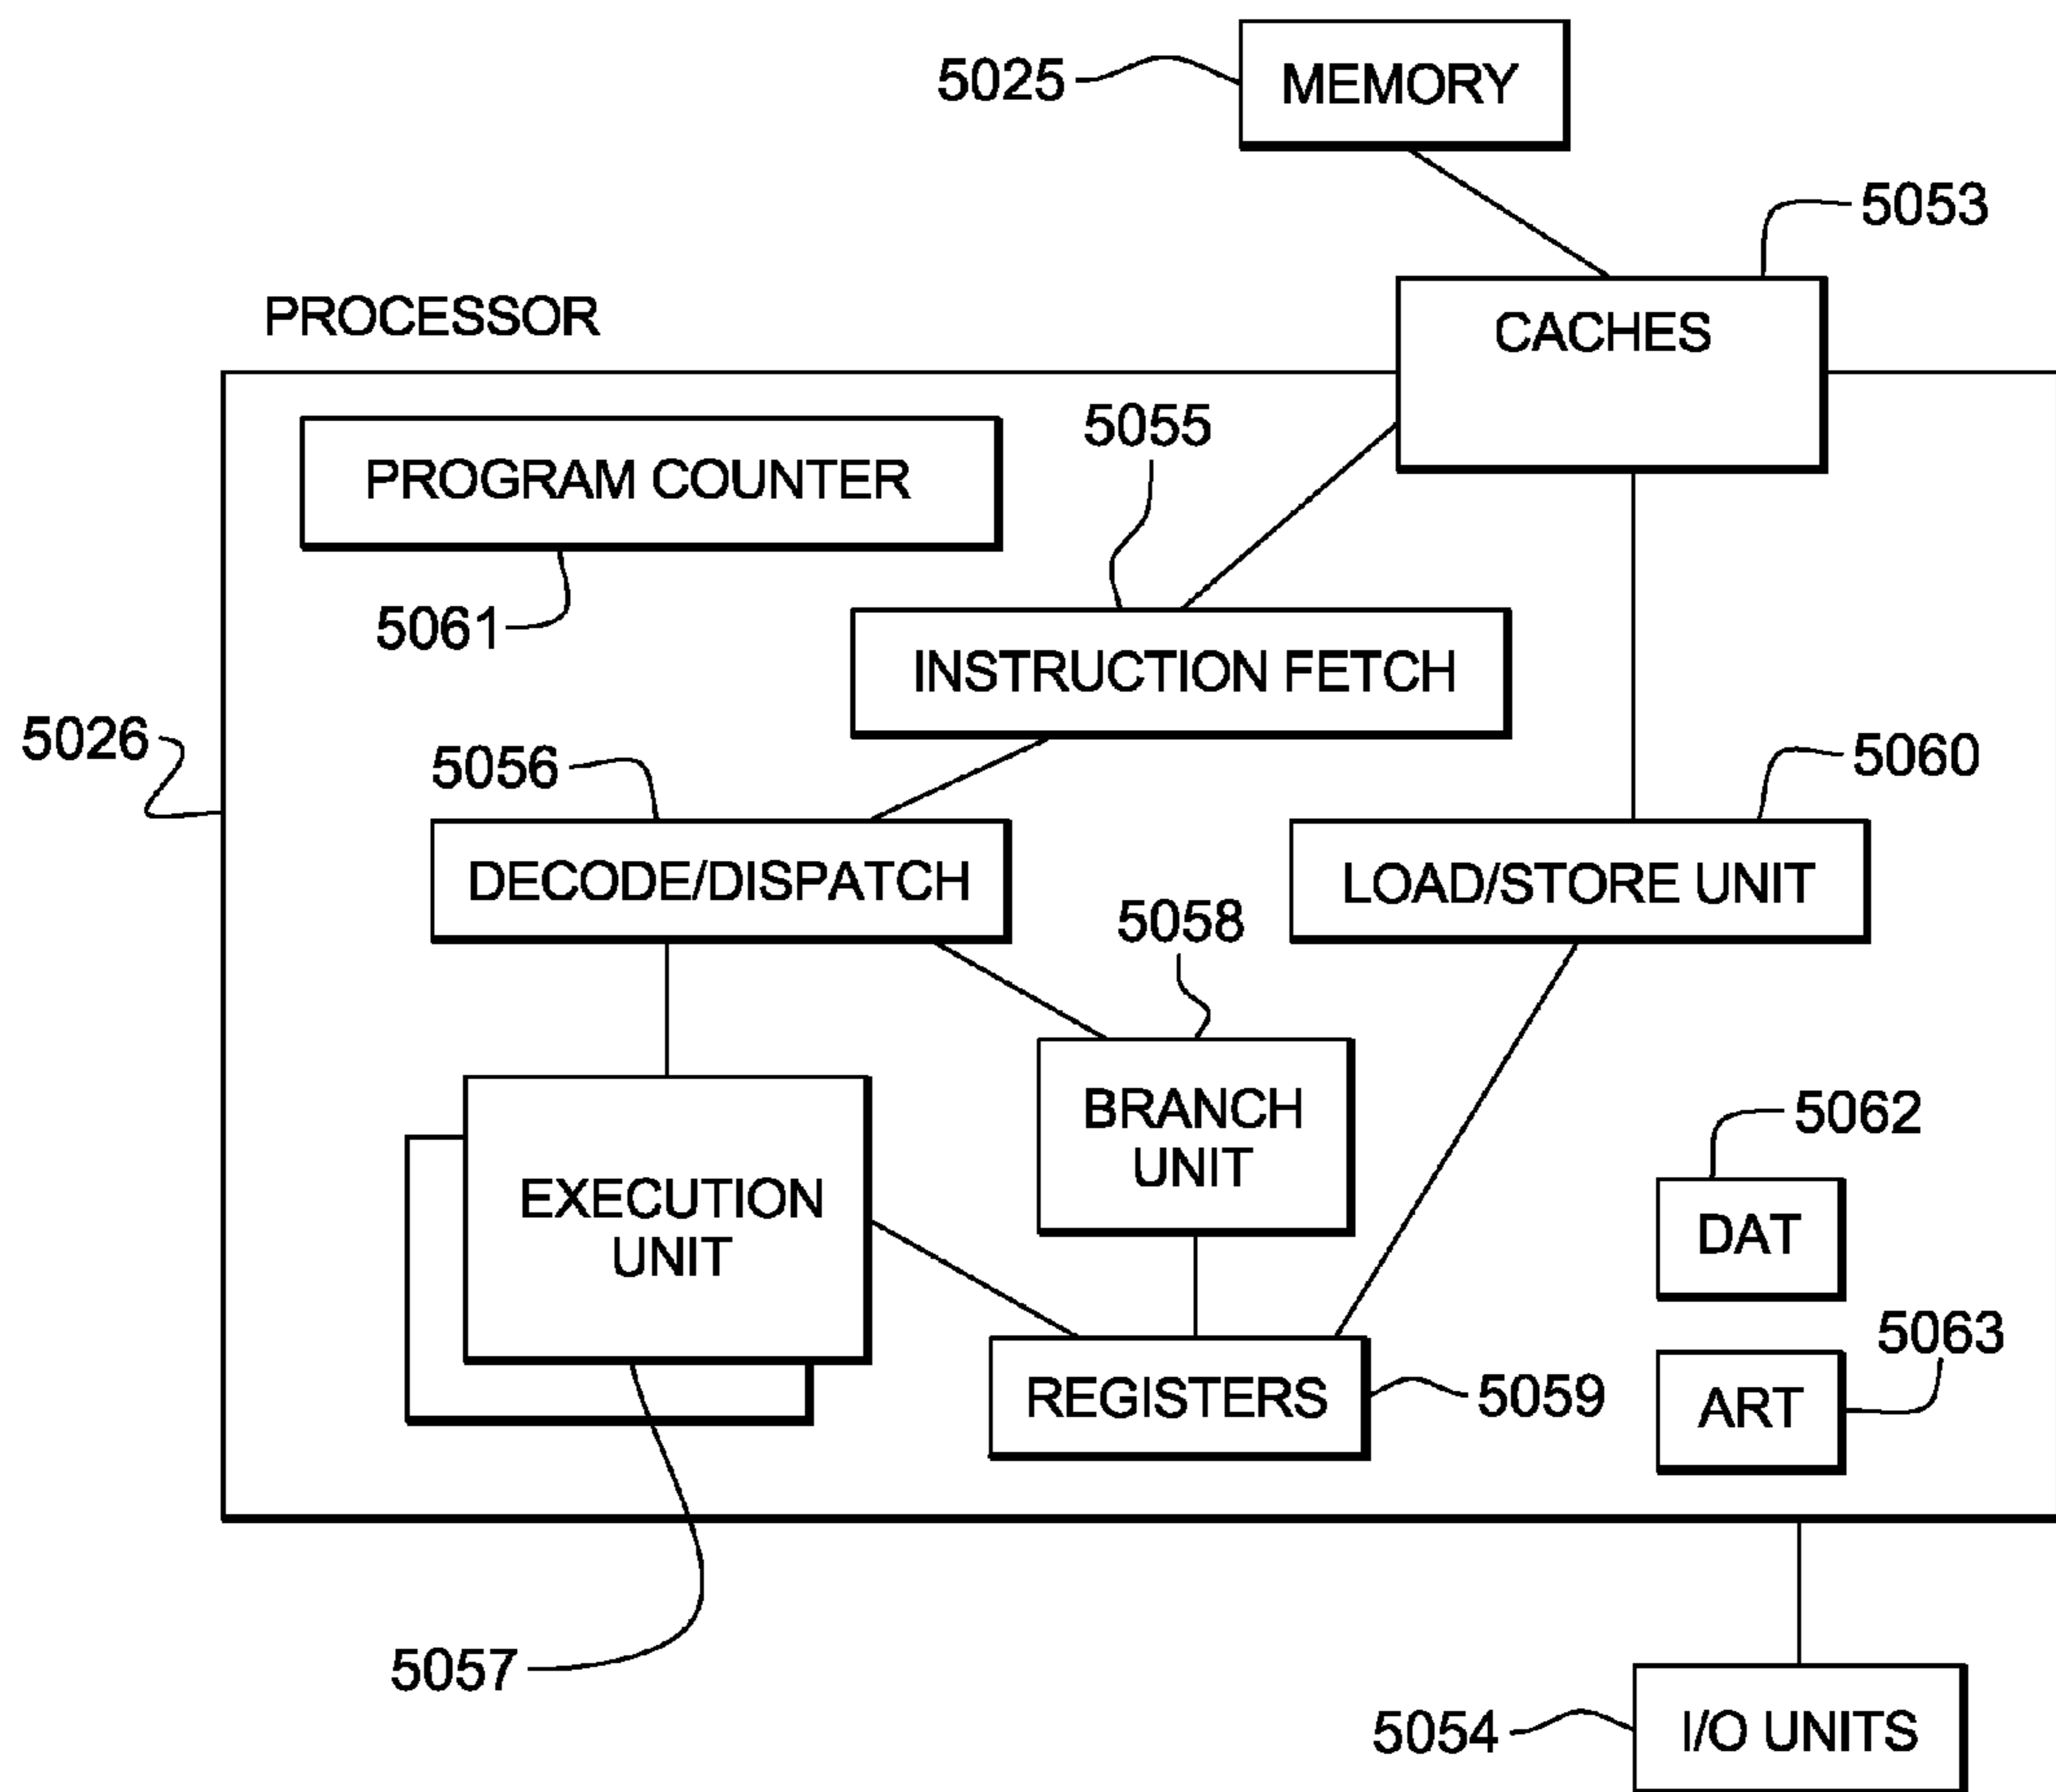 5025
MEMORY
5053
PROCESSOR
CACHES
5055
PROGRAM COUNTER
5061
INSTRUCTION FETCH
5026
5056
5060
DECODE/DISPATCH
LOAD/STORE UNIT
5058
BRANCH
UNIT
5062
EXECUTION
UNIT
DAT
5063
REGISTERS
5059
ART
5057
5054
I/O UNITS